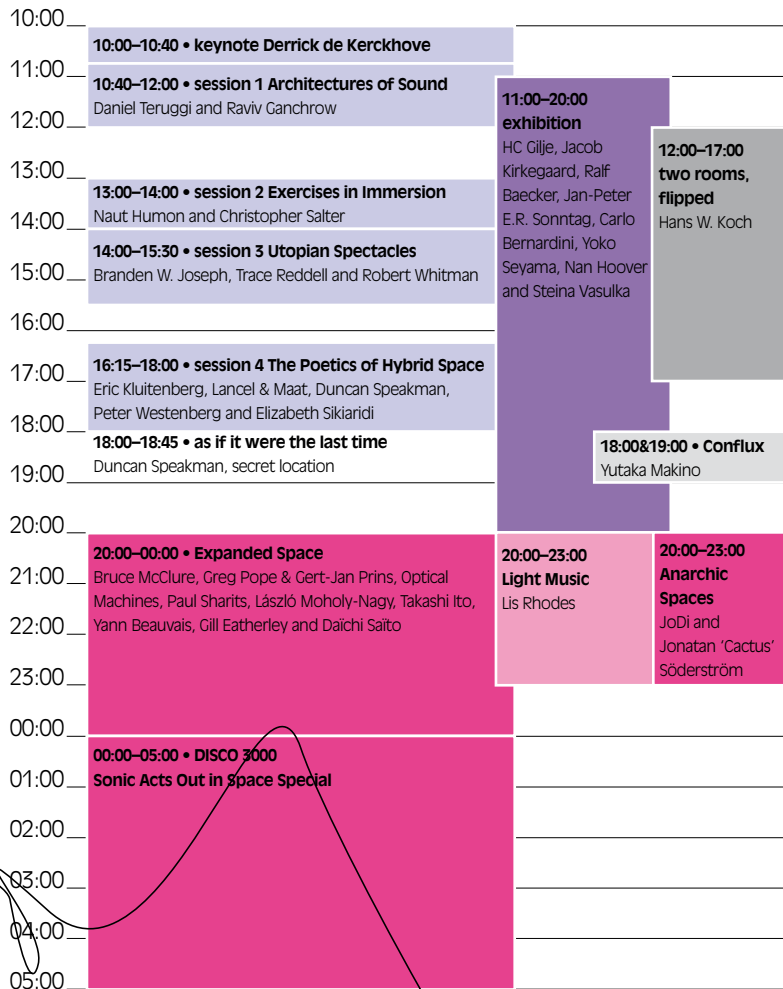 10:00
11:00
12:00
13:00
14:00
15:00
16:00
17:00
18:00
19:00
20:00
21:00
22:00
23:00
00:00
01:00
02:00
03:00
04:00
05:00
10:00–10:40 • keynote Derrick de Kerckhove
10:40–12:00 • session 1 Architectures of Sound
Daniel Teruggi and Raviv Ganchrow
13:00–14:00 • session 2 Exercises in Immersion
Naut Humon and Christopher Salter
14:00–15:30 • session 3 Utopian Spectacles
Branden W. Joseph, Trace Reddell and Robert Whitman
16:15–18:00 • session 4 The Poetics of Hybrid Space
Eric Kluitenberg, Lancel & Maat, Duncan Speakman,
Peter Westenberg and Elizabeth Sikiaridi
18:00–18:45 • as if it were the last time
Duncan Speakman, secret location
20:00–00:00 • Expanded Space
Bruce McClure, Greg Pope & Gert-Jan Prins, Optical
Machines, Paul Sharits, László Moholy-Nagy, Takashi Ito,
Yann Beauvais, Gill Eatherley and Daïchi Saïto
00:00–05:00 • DISCO 3000
Sonic Acts Out in Space Special
11:00–20:00
exhibition
HC Gilje, Jacob
Kirkegaard, Ralf
Baecker, Jan-Peter
E.R. Sonntag, Carlo
Bernardini, Yoko
Seyama, Nan Hoover
and Steina Vasulka
12:00–17:00
two rooms,
flipped
Hans W. Koch
18:00&19:00 • Conflux
Yutaka Makino
20:00–23:00
Light Music
Lis Rhodes
20:00–23:00
Anarchic
Spaces
JoDi and
Jonatan ‘Cactus’
Söderström